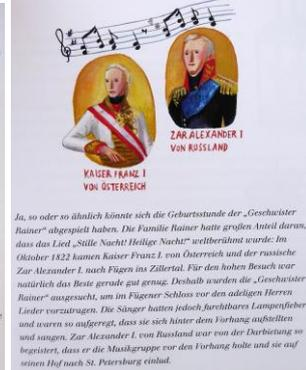 ZAR ALEXANDER I
VON RUSSLAND
KAISER FRANZ I
VON ÖSTERREICH
Ja, so oder so ähnlich könnte sich die Geburtsstunde der „Geschwister
Rainer“ abgespielt haben. Die Familie Rainer hatte großen Anteil daran,
dass das Lied „Stille Nacht! Heilige Nacht!“ weltberühmt wurde: Im
Oktober 1822 kamen Kaiser Franz I. von Österreich und der russische
Zar Alexander I. nach Fügen ins Zillertal. Für den hohen Besuch war
natürlich das Beste gerade gut genug. Deshalb wurden die „Geschwister
Rainer“ ausgesucht, um im Fügener Schloss vor den adeligen Herren
Lieder vorzutragen. Die Sänger hatten jedoch furchtbares Lampenfieber
und waren so aufgeregt, dass sie sich hinter dem Vorhang aufstellten
und sangen. Zar Alexander I. von Russland war von der Darbietung so
begeistert, dass er die Musikgruppe vor den Vorhang holte und sie auf
seinen Hof nach St. Petersburg einlud.